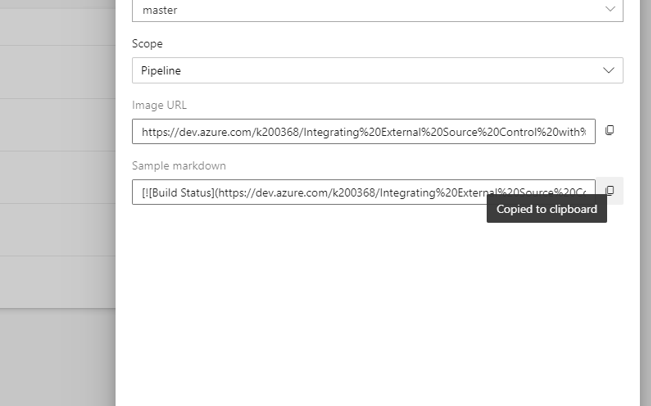 master
Scope
Pipeline
Image URL
https://dev.azure.com/k200368/Integrating%20External%20Source%20Control%20with%
Sample markdown
[![Build Status](https://dev.azure.com/k200368/Integrating%20External%20Source%20Co
Copied to clipboard